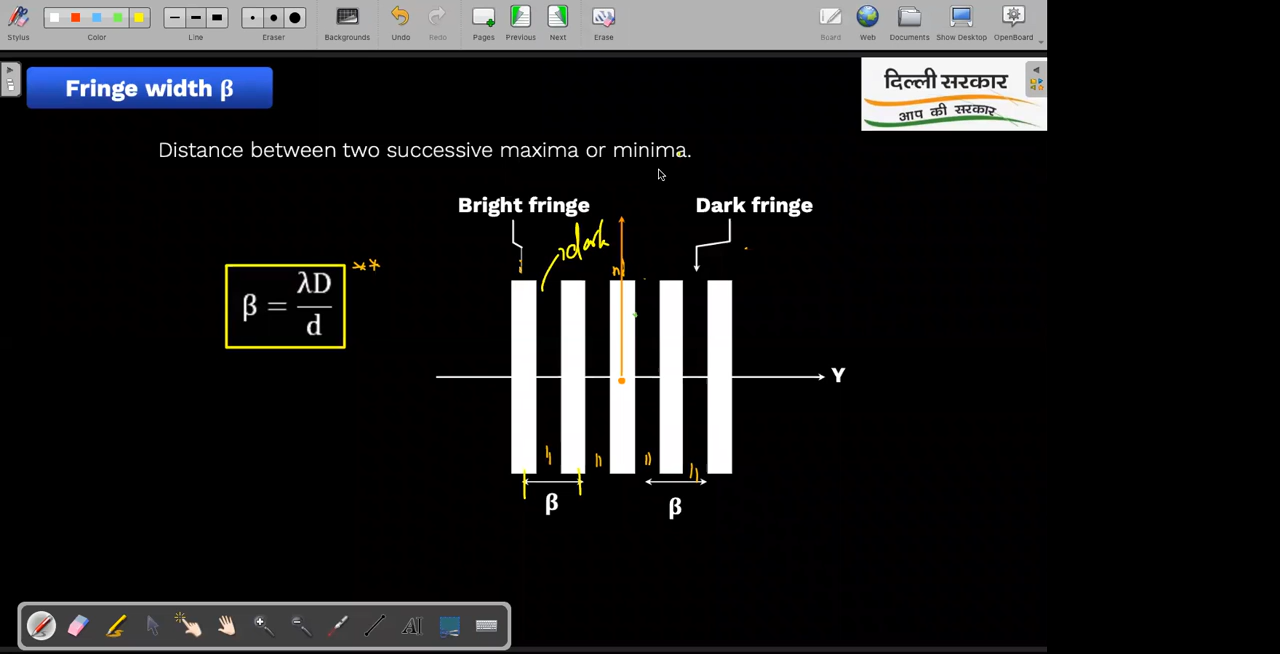 Stylus
Color
Line
Eraser
Backgrounds
Undo
Redo
Pages
Previous
Next
Erase
Board
Web
Documents
Show Desktop
OpenBoard
Fringe width β
दिल्ली सरकार
आप की सरकार
Distance between two successive maxima or minima.
Bright fringe
Dark fringe
dark
β = λD/d
**
Y
β
β
AI